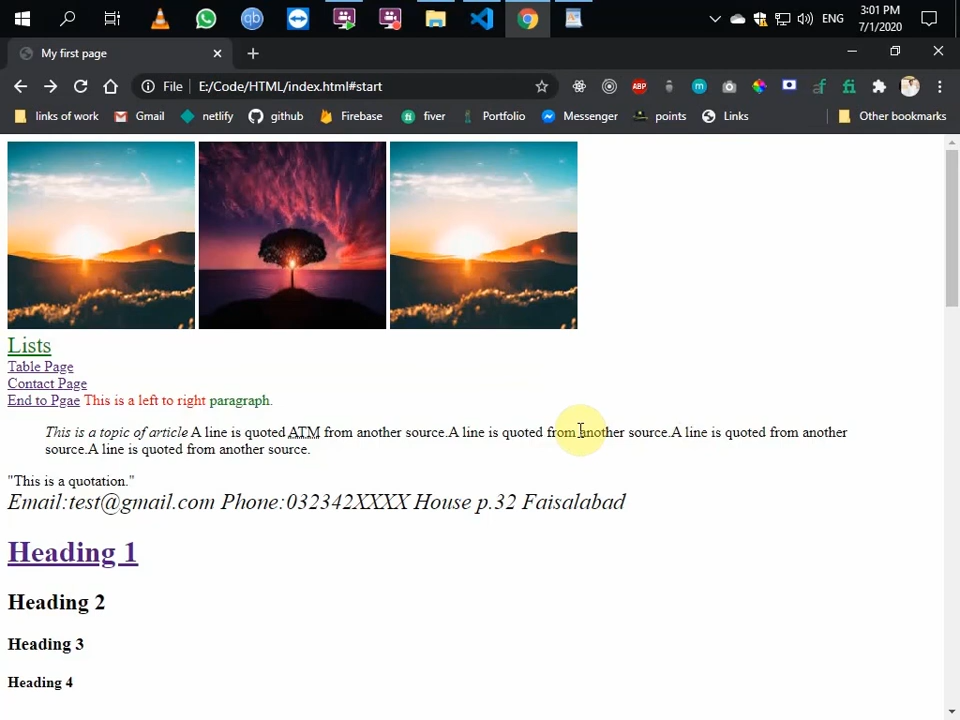 3:01 PM
ENG
7/1/2020
My first page
File E:/Code/HTML/index.html#start
ABP
links of work Gmail netlify github Firebase fiver Portfolio Messenger points Links Other bookmarks
Lists
Table Page
Contact Page
End to Pgae This is a left to right paragraph.
This is a topic of article A line is quoted ATM from another source.A line is quoted from another source.A line is quoted from another
source.A line is quoted from another source.
"This is a quotation."
Email:test@gmail.com Phone:032342XXXX House p.32 Faisalabad
Heading 1
Heading 2
Heading 3
Heading 4